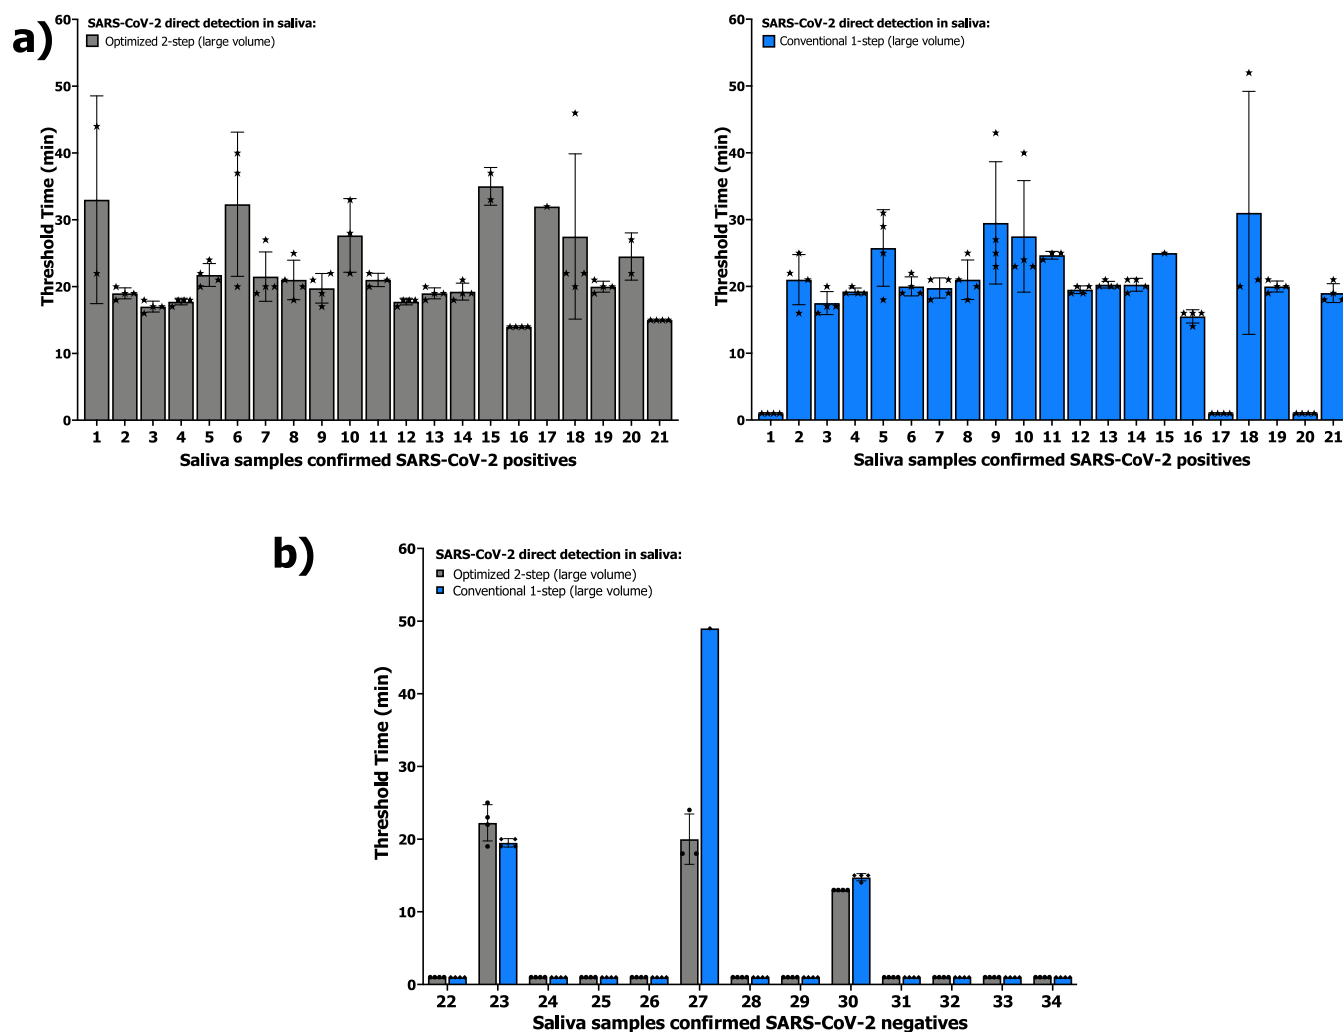 a)
SARS-CoV-2 direct detection in saliva:
Optimized 2-step (large volume)
Threshold Time (min)
60
50
40
30
20
10
0
1 2 3 4 5 6 7 8 9 10 11 12 13 14 15 16 17 18 19 20 21
Saliva samples confirmed SARS-CoV-2 positives
SARS-CoV-2 direct detection in saliva:
Conventional 1-step (large volume)
Threshold Time (min)
60
50
40
30
20
10
0
1 2 3 4 5 6 7 8 9 10 11 12 13 14 15 16 17 18 19 20 21
Saliva samples confirmed SARS-CoV-2 positives
b)
SARS-CoV-2 direct detection in saliva:
Optimized 2-step (large volume)
Conventional 1-step (large volume)
Threshold Time (min)
60
50
40
30
20
10
0
22 23 24 25 26 27 28 29 30 31 32 33 34
Saliva samples confirmed SARS-CoV-2 negatives